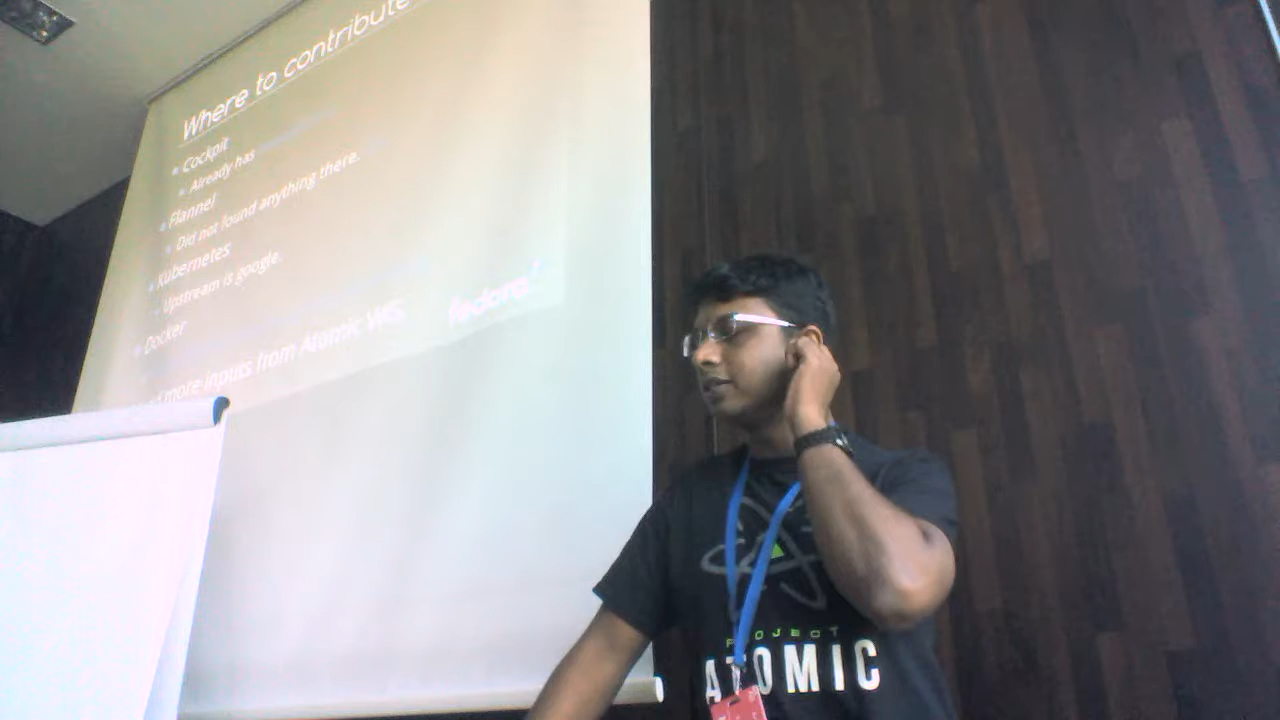 Where to contribute
Cockpit
Already has
Flannel
Did not found anything there.
Kubernetes
Upstream is google.
Docker
more inputs from Atomic WG
fedora
PROJECT
ATOMIC